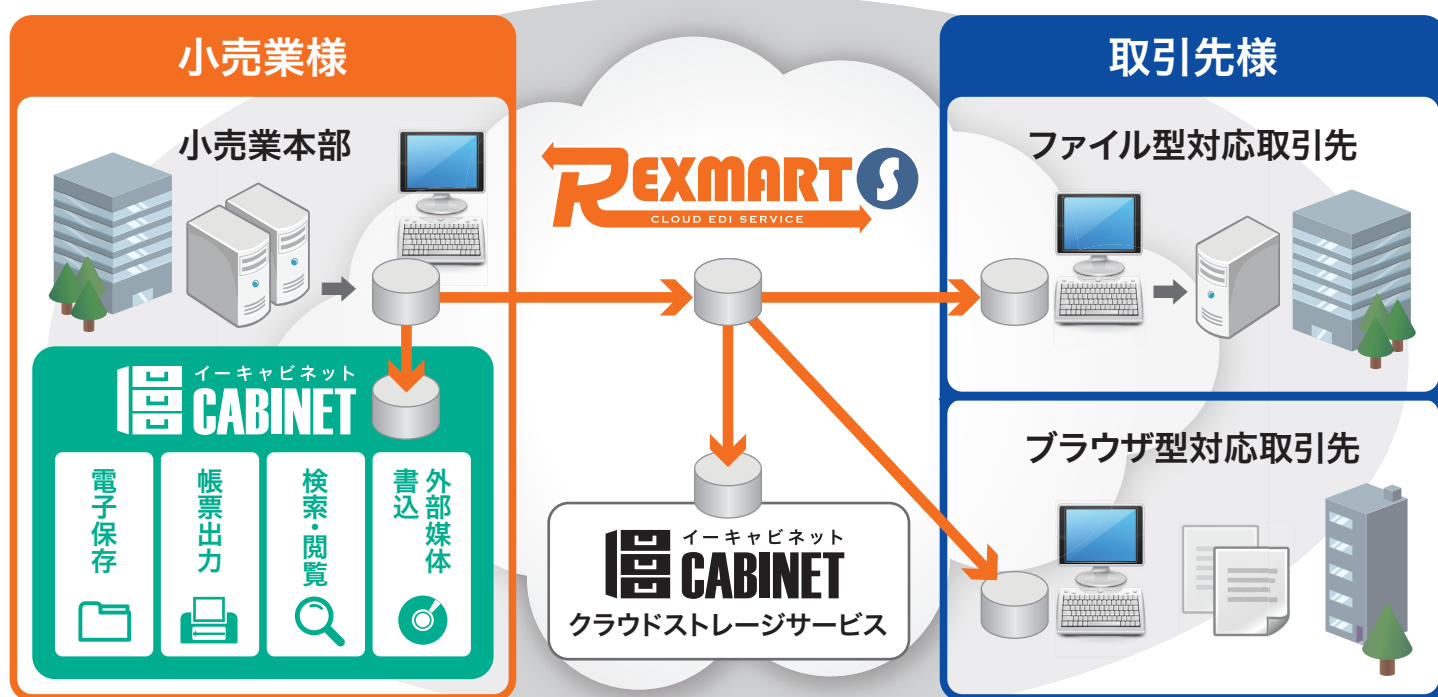 小売業様
小売業本部
イーキャビネット
CABINET
電子保存
帳票出力
検索・閲覧
外部媒体
書込
REXMART S
CLOUD EDI SERVICE
イーキャビネット
CABINET
クラウドストレージサービス
取引先様
ファイル型対応取引先
ブラウザ型対応取引先